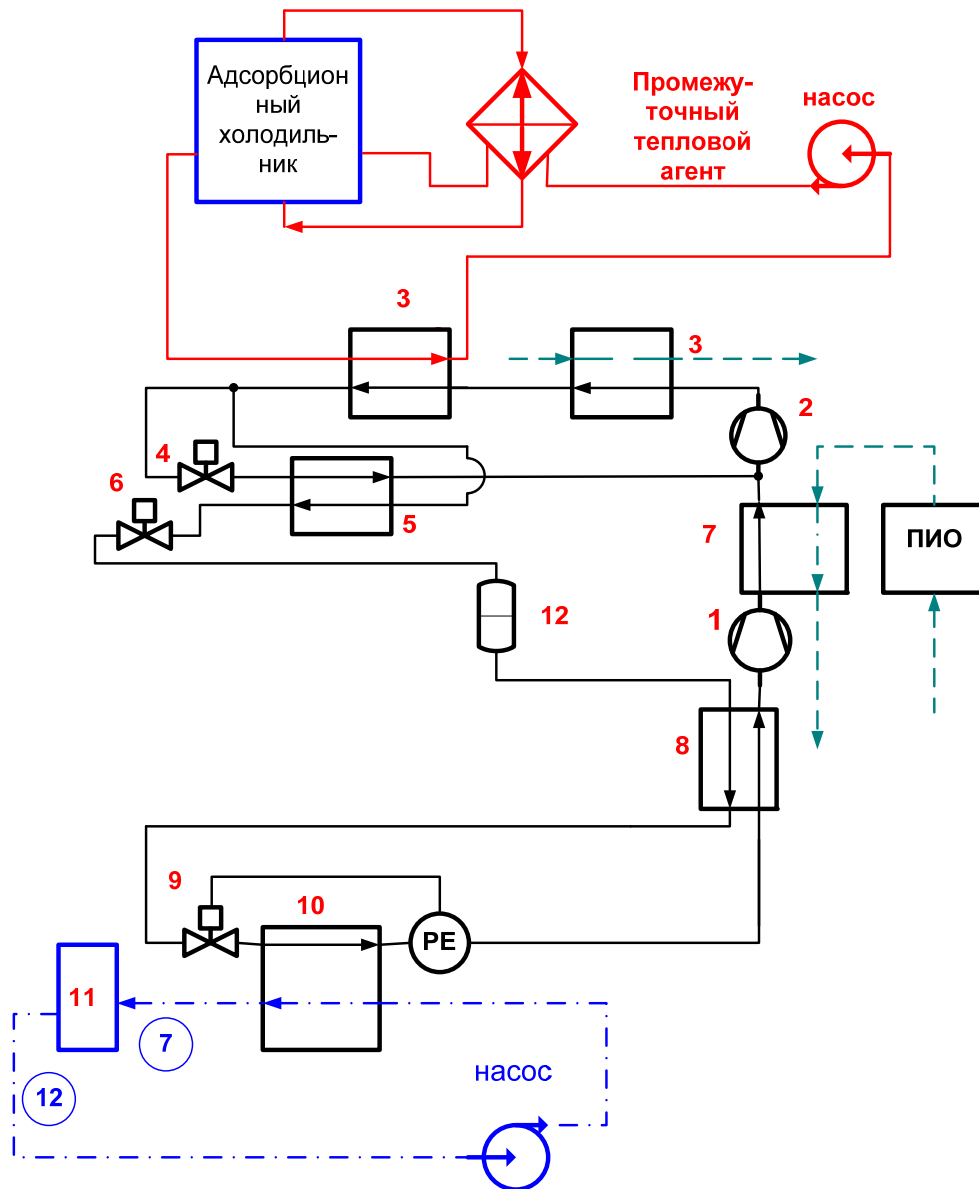 Адсорбцион
ный
холодиль-
ник
Промежу-
точный
тепловой
агент
насос
3
3
2
4
6
5
7
ПИО
12
1
8
9
10
PE
11
7
12
насос